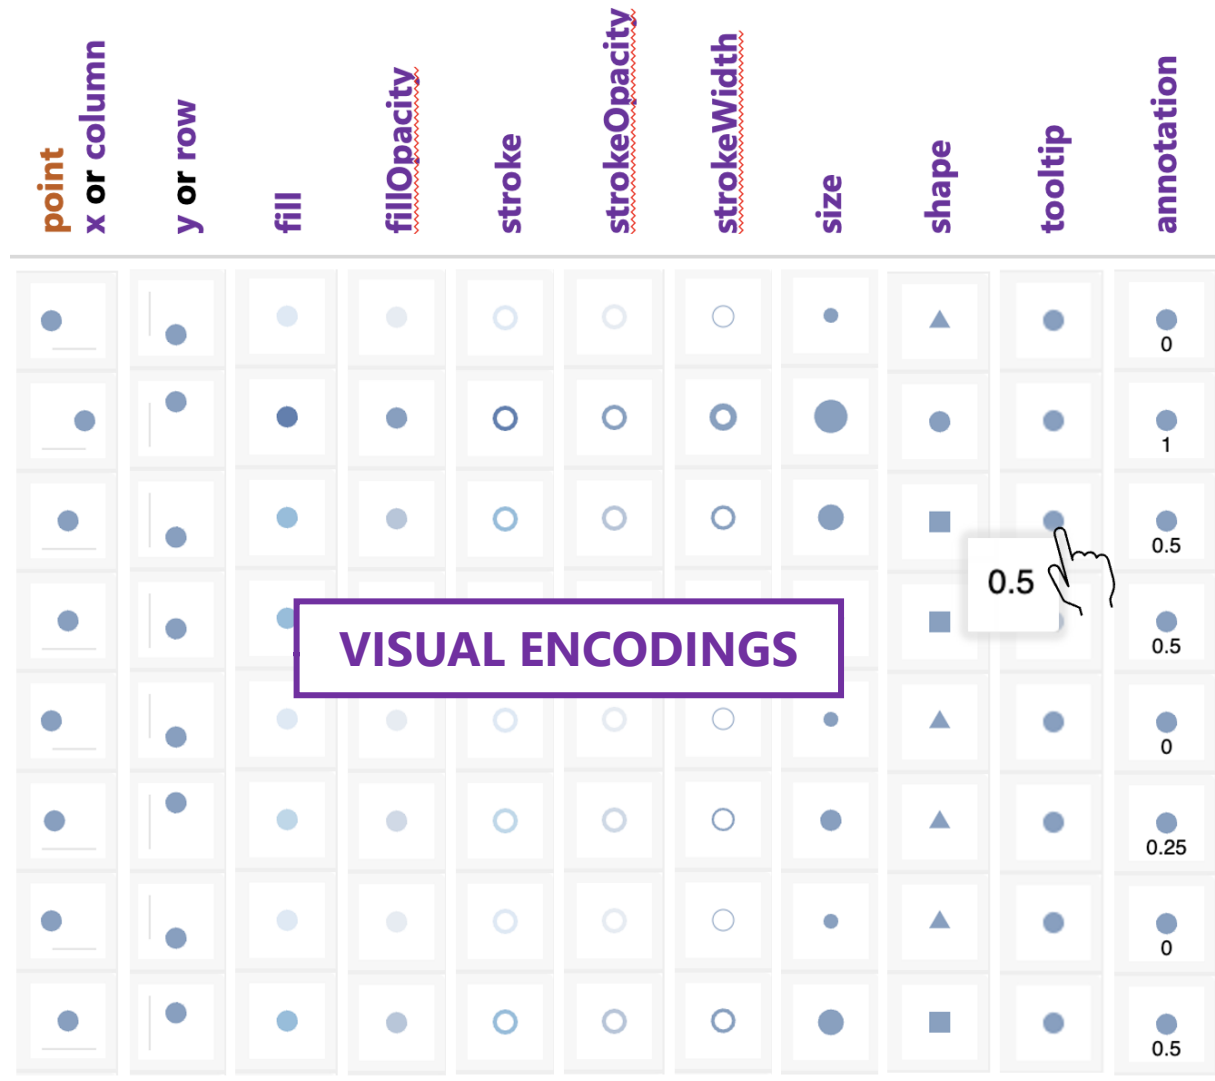 point
x or column
y or row
fill
fillOpacity
stroke
strokeOpacity
strokeWidth
size
shape
tooltip
annotation
0
1
0.5
0.5
VISUAL ENCODINGS
0.5
0
0.25
0
0.5